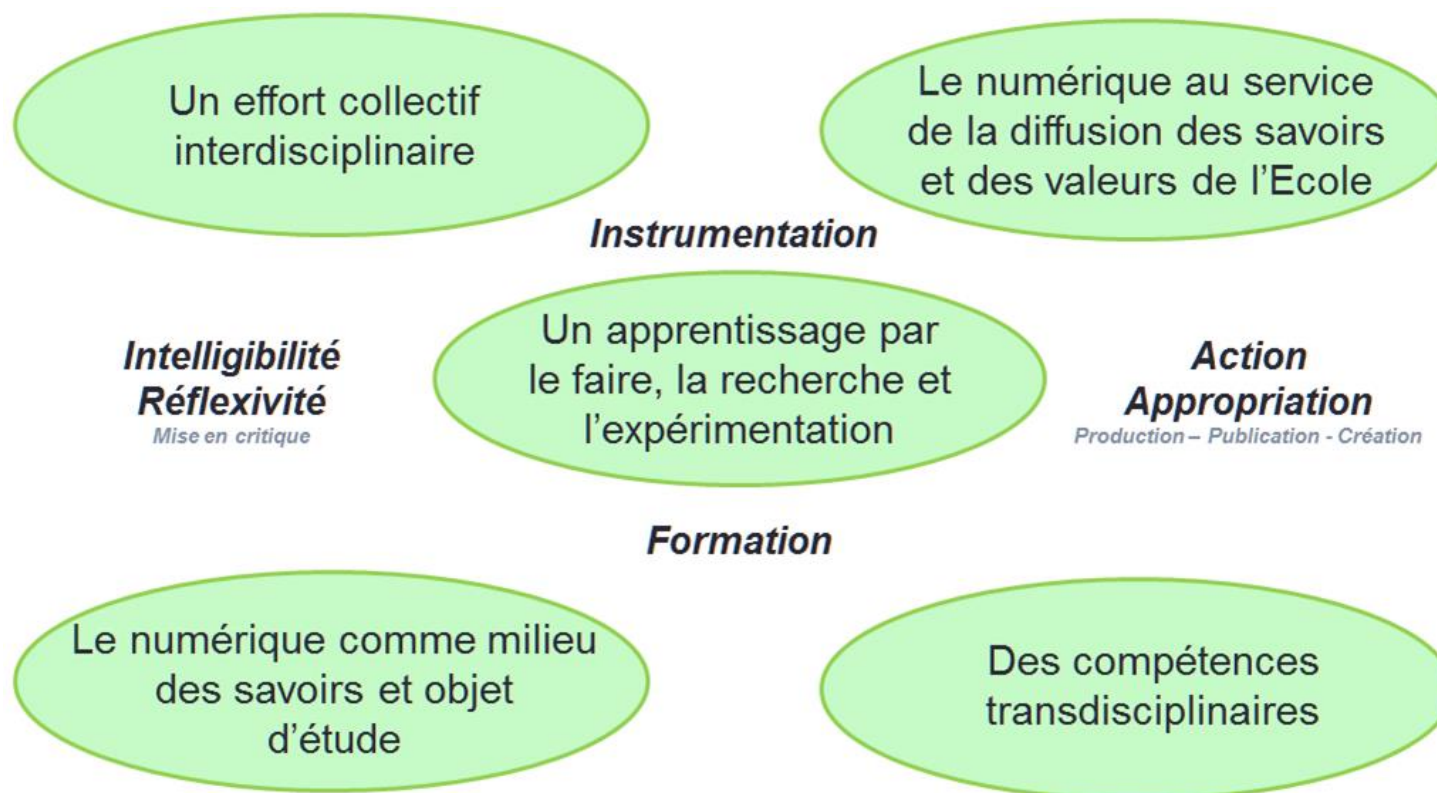 Un effort collectif
interdisciplinaire
Le numérique au service
de la diffusion des savoirs
et des valeurs de l’Ecole
Instrumentation
Intelligibilité
Réflexivité
Mise en critique
Un apprentissage par
le faire, la recherche et
l’expérimentation
Action
Appropriation
Production – Publication - Création
Formation
Le numérique comme milieu
des savoirs et objet
d’étude
Des compétences
transdisciplinaires